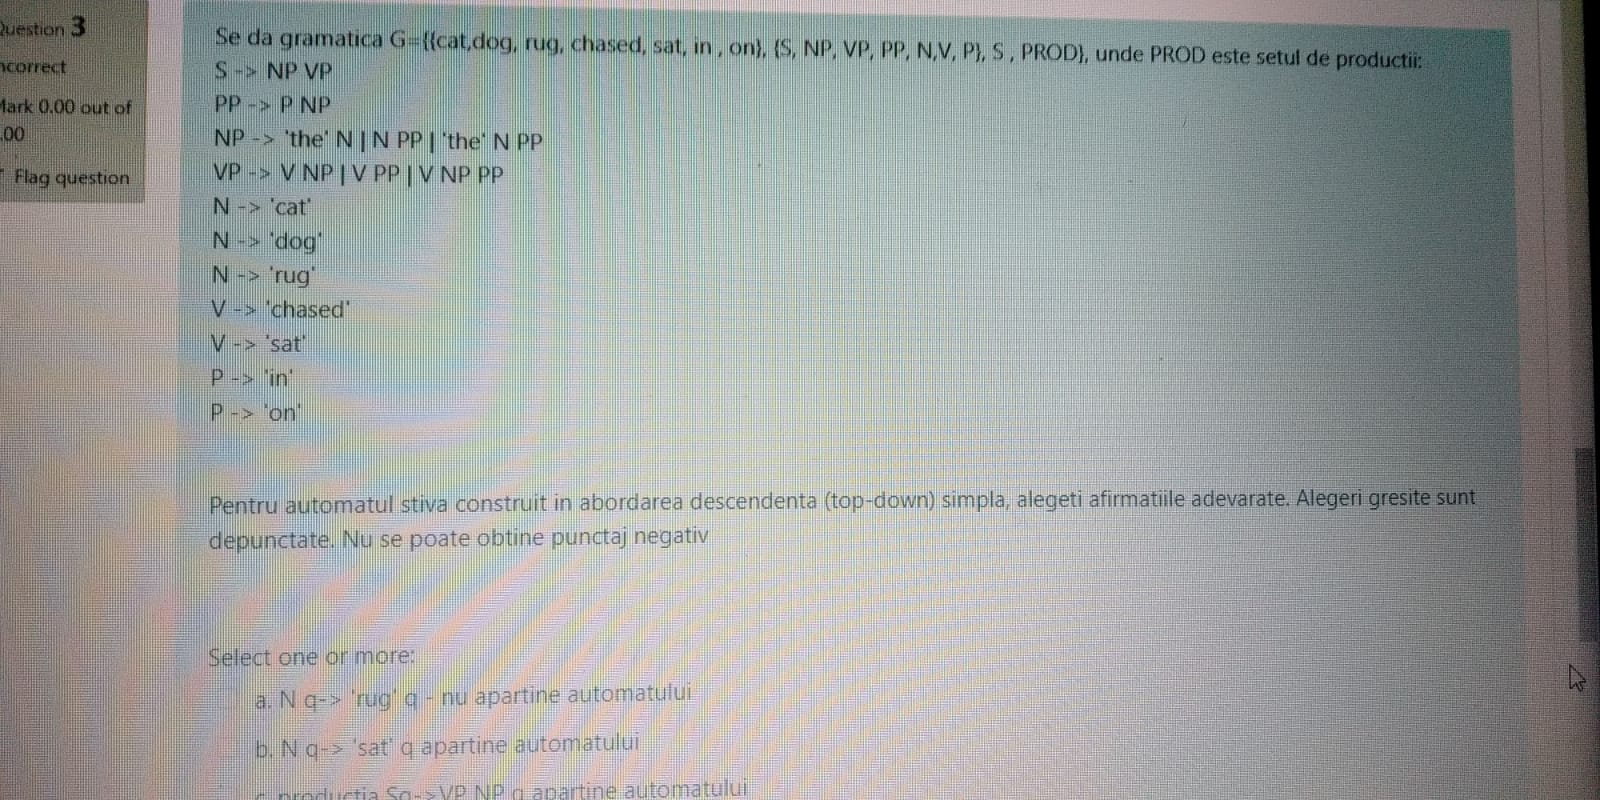 Question 3
Incorrect
Mark 0.00 out of
.00
Flag question
Se da gramatica G={{cat,dog, rug, chased, sat, in , on}, {S, NP, VP, PP, N,V, P}, S , PROD}, unde PROD este setul de productii:
S -> NP VP
PP -> P NP
NP -> 'the' N | N PP | 'the' N PP
VP -> V NP | V PP | V NP PP
N -> 'cat'
N -> 'dog'
N -> 'rug'
V -> 'chased'
V -> 'sat'
P -> 'in'
P -> 'on'
Pentru automatul stiva construit in abordarea descendenta (top-down) simpla, alegeti afirmatiile adevarate. Alegeri gresite sunt
depunctate. Nu se poate obtine punctaj negativ
Select one or more:
a. N q-> 'rug' q - nu apartine automatului
b. N q-> 'sat' q apartine automatului
c. productia Sq->VP NP q apartine automatului